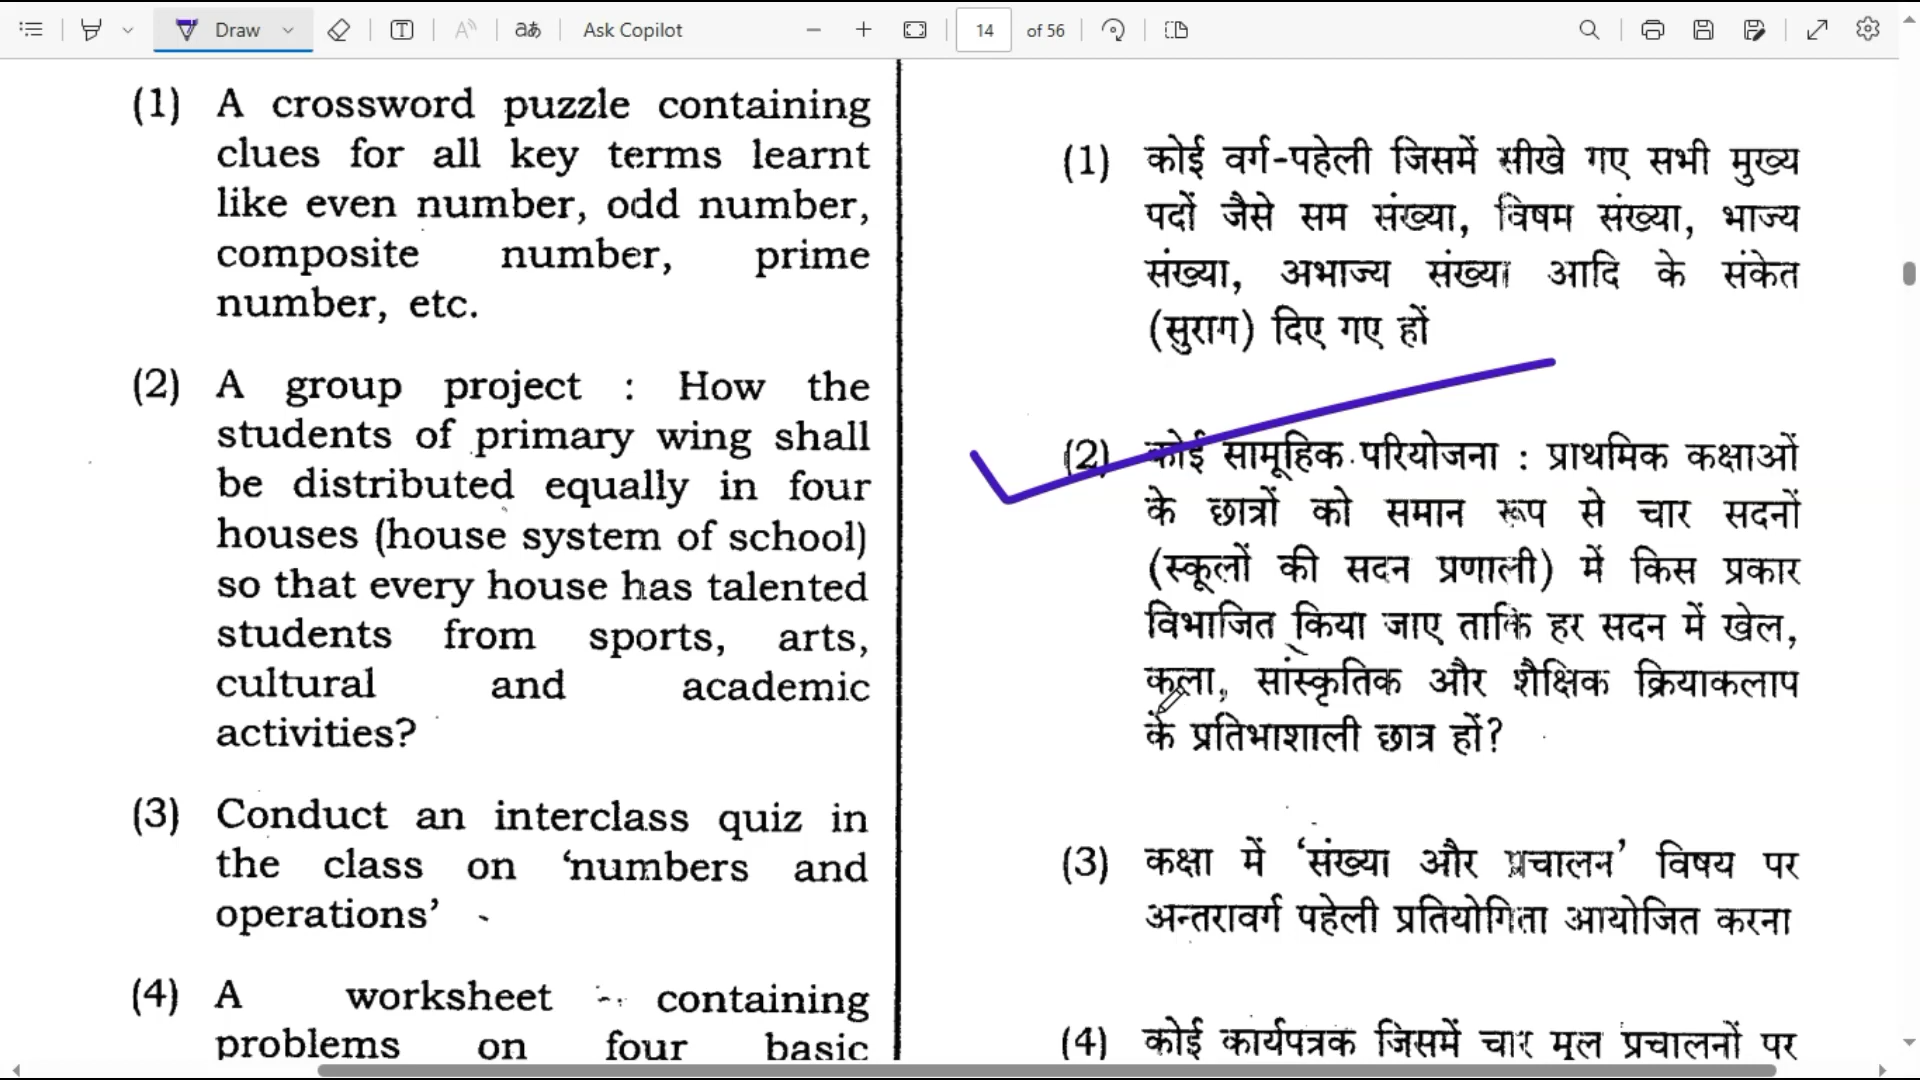 Draw
aあ
Ask Copilot
14
of 56
(1) A crossword puzzle containing
clues for all key terms learnt
like even number, odd number,
composite number, prime
number, etc.
(2) A group project : How the
students of primary wing shall
be distributed equally in four
houses (house system of school)
so that every house has talented
students from sports, arts,
cultural and academic
activities?
(3) Conduct an interclass quiz in
the class on ‘numbers and
operations’
(4) A worksheet containing
problems on four basic
(1) कोई वर्ग-पहेली जिसमें सीखे गए सभी मुख्य
पदों जैसे सम संख्या, विषम संख्या, भाज्य
संख्या, अभाज्य संख्या आदि के संकेत
(सुराग) दिए गए हों
(2) कोई सामूहिक परियोजना : प्राथमिक कक्षाओं
के छात्रों को समान रूप से चार सदनों
(स्कूलों की सदन प्रणाली) में किस प्रकार
विभाजित किया जाए ताकि हर सदन में खेल,
कला, सांस्कृतिक और शैक्षिक क्रियाकलाप
के प्रतिभाशाली छात्र हों?
(3) कक्षा में ‘संख्या और प्रचालन’ विषय पर
अन्तरावर्ग पहेली प्रतियोगिता आयोजित करना
(4) कोई कार्यपत्रक जिसमें चार मूल प्रचालनों पर